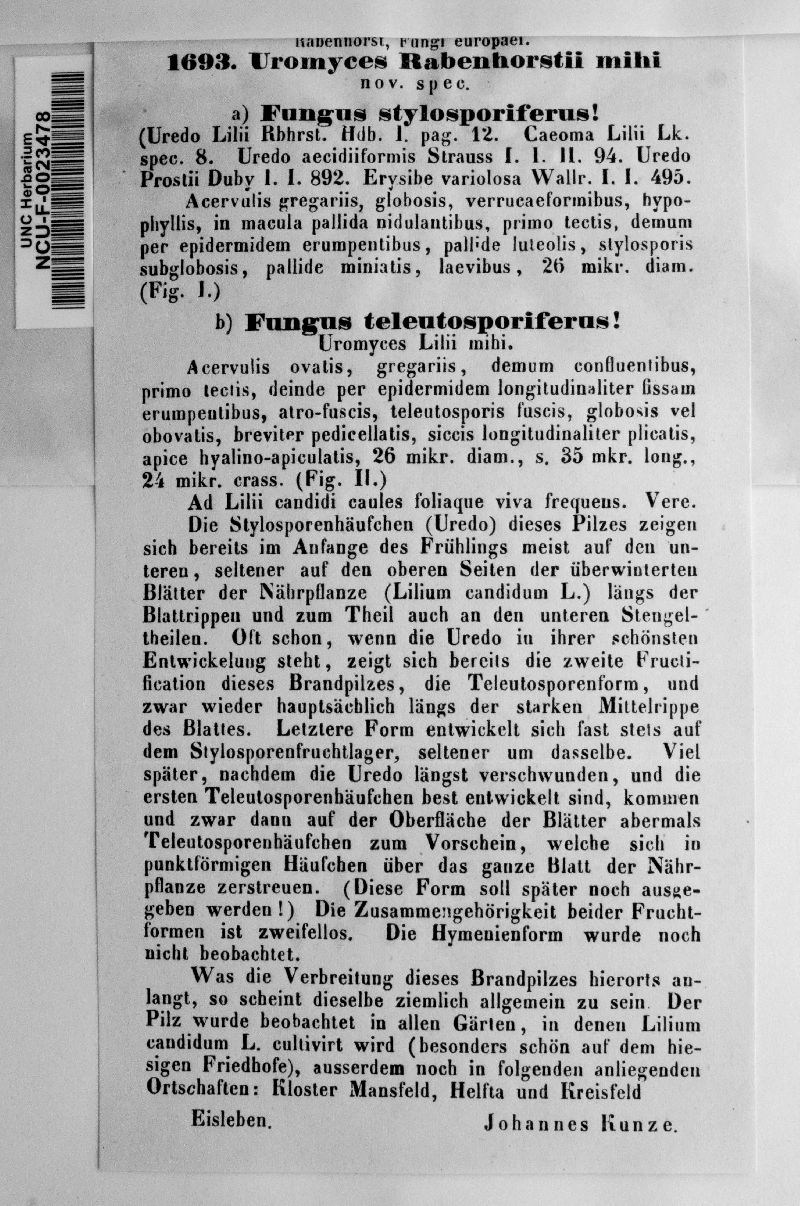 Rabenhorst, Fungi europaei.
1693. Uromyces Rabenhorstii mihi
nov. spec.
a) Fungus stylosporiferus!
(Uredo Lilii Rbhrst. Hdb. I. pag. 12. Caeoma Lilii Lk.
spec. 8. Uredo aecidiiformis Strauss I. I. II. 94. Uredo
Prostii Duby I. I. 892. Erysibe variolosa Wallr. I. I. 495.
Acervulis gregariis, globosis, verrucaeformibus, hypo-
phyllis, in macula pallida nidulantibus, primo tectis, demum
per epidermidem erumpentibus, pallide luteolis, stylosporis
subglobosis, pallide miniatis, laevibus, 26 mikr. diam.
(Fig. I.)
b) Fungus teleutosporiferus!
Uromyces Lilii mihi.
Acervulis ovatis, gregariis, demum confluentibus,
primo tectis, deinde per epidermidem longitudinaliter fissam
erumpentibus, atro-fuscis, teleutosporis fuscis, globosis vel
obovatis, breviter pedicellatis, siccis longitudinaliter plicatis,
apice hyalino-apiculatis, 26 mikr. diam., s. 35 mkr. long.,
24 mikr. crass. (Fig. II.)
Ad Lilii candidi caules foliaque viva frequens. Vere.
Die Stylosporenhäufchen (Uredo) dieses Pilzes zeigen
sich bereits im Anfange des Frühlings meist auf den un-
teren, seltener auf den oberen Seiten der überwinterten
Blätter der Nährpflanze (Lilium candidum L.) längs der
Blattrippen und zum Theil auch an den unteren Stengel-
theilen. Oft schon, wenn die Uredo in ihrer schönsten
Entwickelung steht, zeigt sich bereits die zweite Fructi-
fication dieses Brandpilzes, die Teleutosporenform, und
zwar wieder hauptsächlich längs der starken Mittelrippe
des Blattes. Letztere Form entwickelt sich fast stets auf
dem Stylosporenfruchtlager, seltener um dasselbe. Viel
später, nachdem die Uredo längst verschwunden, und die
ersten Teleutosporenhäufchen best entwickelt sind, kommen
und zwar dann auf der Oberfläche der Blätter abermals
Teleutosporenhäufchen zum Vorschein, welche sich in
punktförmigen Häufchen über das ganze Blatt der Nähr-
pflanze zerstreuen. (Diese Form soll später noch ausge-
geben werden!) Die Zusammengehörigkeit beider Frucht-
formen ist zweifellos. Die Hymenienform wurde noch
nicht beobachtet.
Was die Verbreitung dieses Brandpilzes hierorts an-
langt, so scheint dieselbe ziemlich allgemein zu sein. Der
Pilz wurde beobachtet in allen Gärten, in denen Lilium
candidum L. cultivirt wird (besonders schön auf dem hie-
sigen Friedhofe), ausserdem noch in folgenden anliegenden
Ortschaften: Kloster Mansfeld, Helfta und Kreisfeld
Eisleben. Johannes Kunze.
UNC Herbarium
NCU-F-0023478